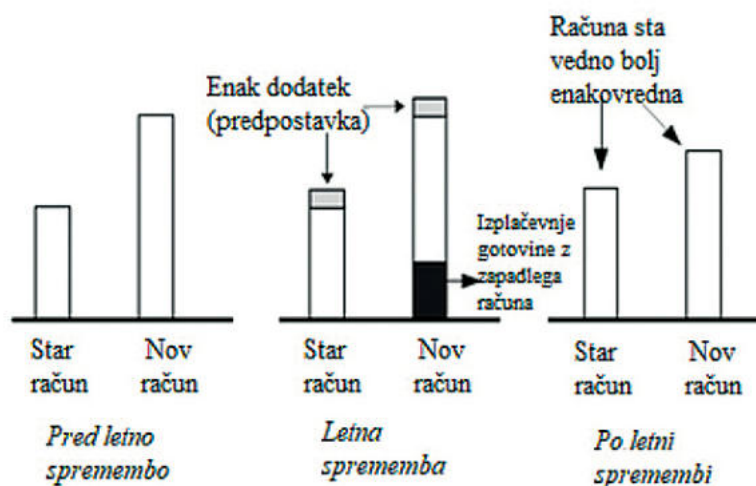 Enak dodatek
(predpostavka)
Računa sta
vedno bolj
enakovredna
Izplačevnje
gotovine z
zapadlega
računa
Star
račun
Nov
račun
Star
račun
Nov
račun
Star
račun
Nov
račun
Pred letno
spremembo
Letna
sprememba
Po letni
spremembi